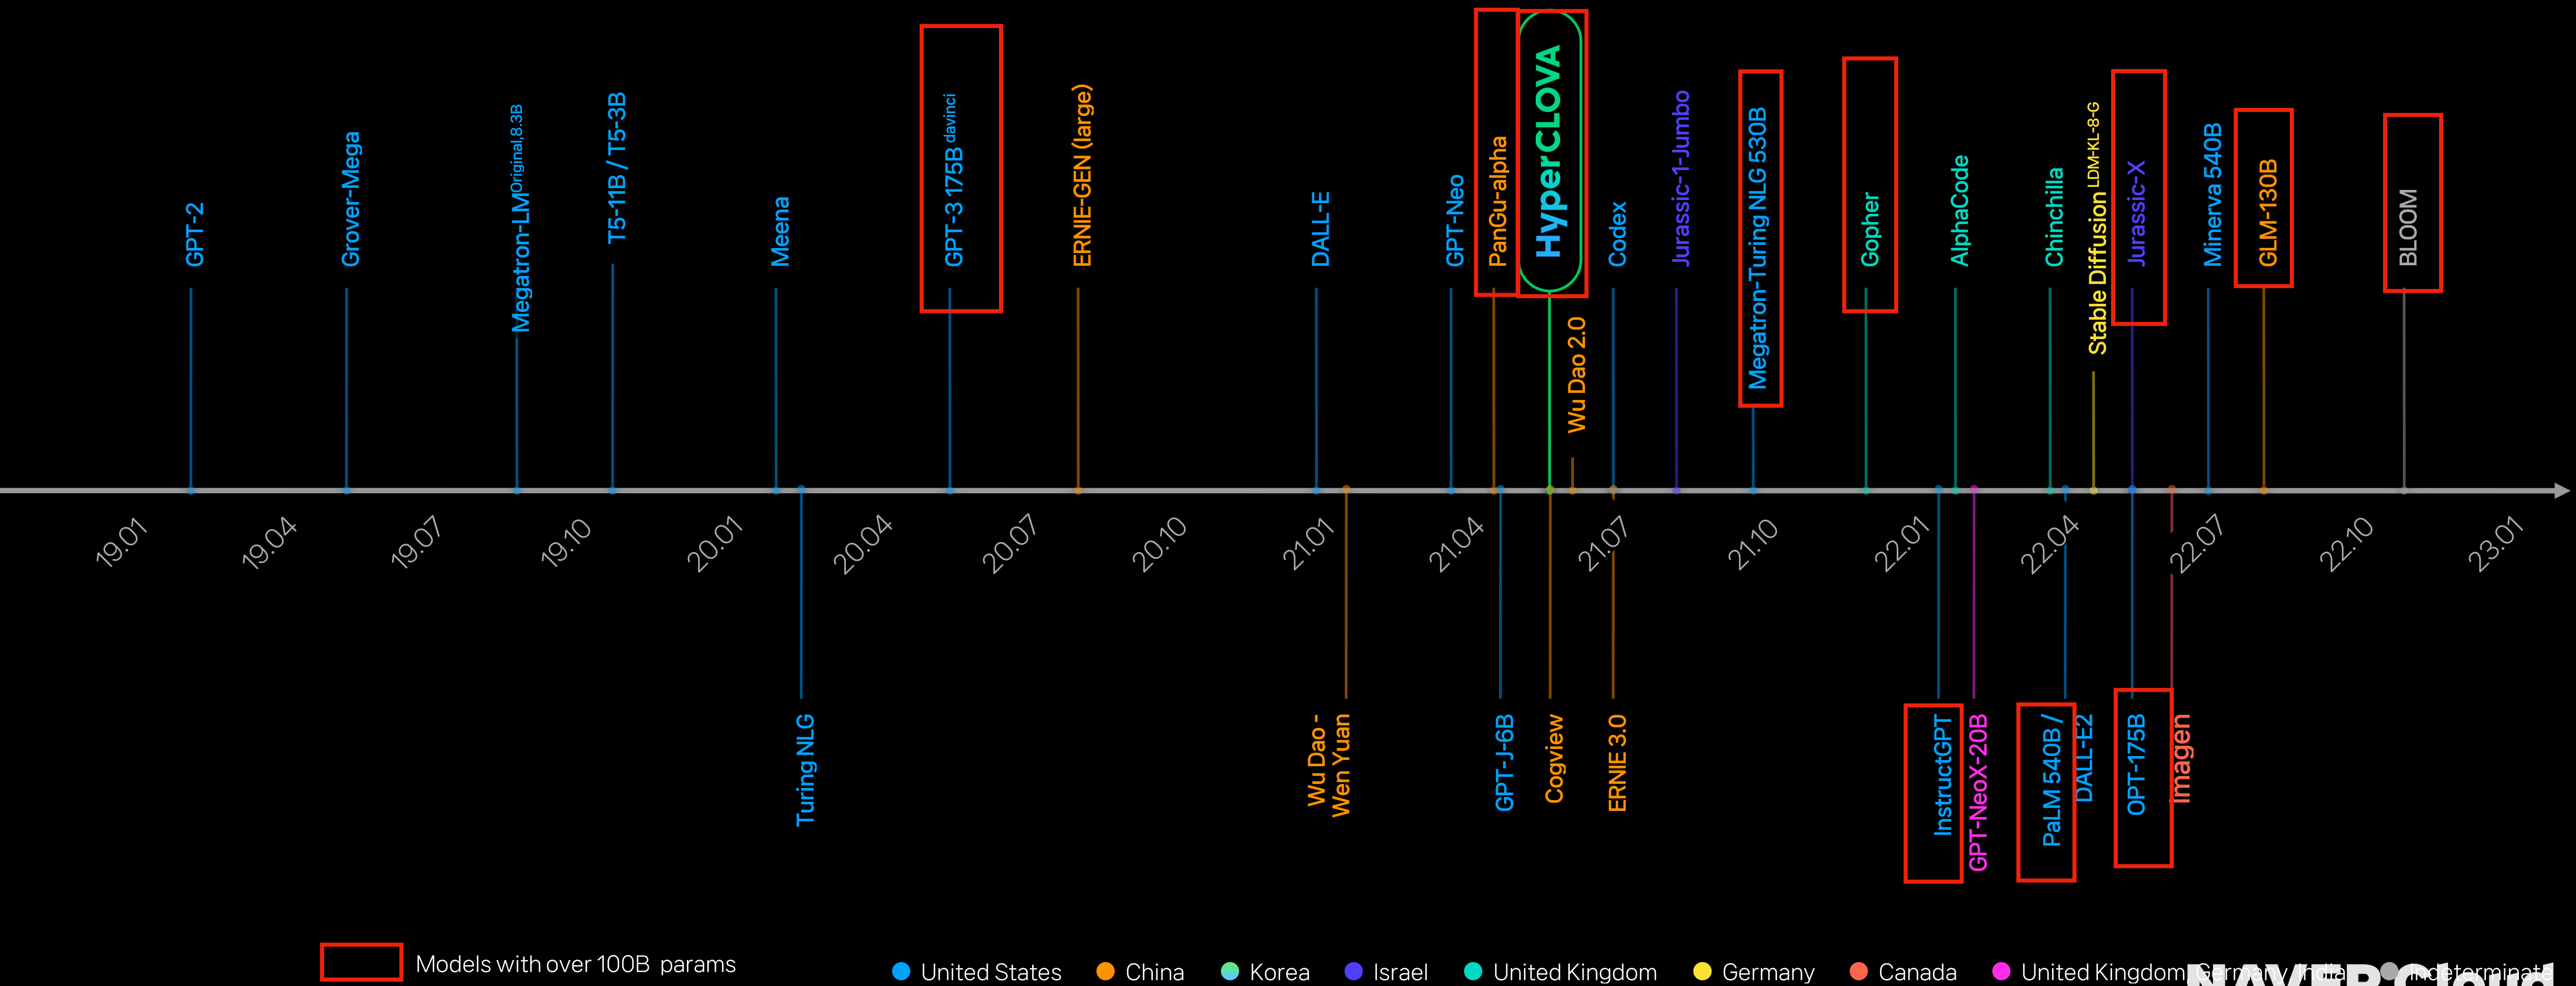 GPT-2
Grover-Mega
Megatron-LM Original,8.3B
T5-11B / T5-3B
Meena
GPT-3 175B davinci
ERNIE-GEN (large)
DALL-E
GPT-Neo
PanGu-alpha
HyperCLOVA
Wu Dao 2.0
Codex
Jurassic-1-Jumbo
Megatron-Turing NLG 530B
Gopher
AlphaCode
Chinchilla
Stable Diffusion LDM-KL-8-G
Jurassic-X
Minerva 540B
GLM-130B
BLOOM
19.01
19.04
19.07
19.10
20.01
20.04
20.07
20.10
21.01
21.04
21.07
21.10
22.01
22.04
22.07
22.10
23.01
Turing NLG
Wu Dao -
Wen Yuan
GPT-J-6B
Cogview
ERNIE 3.0
InstructGPT
GPT-NeoX-20B
PaLM 540B /
DALL-E2
OPT-175B
Imagen
Models with over 100B params
United States
China
Korea
Israel
United Kingdom
Germany
Canada
United Kingdom, Germany, India
Indeterminate
NAVER Cloud